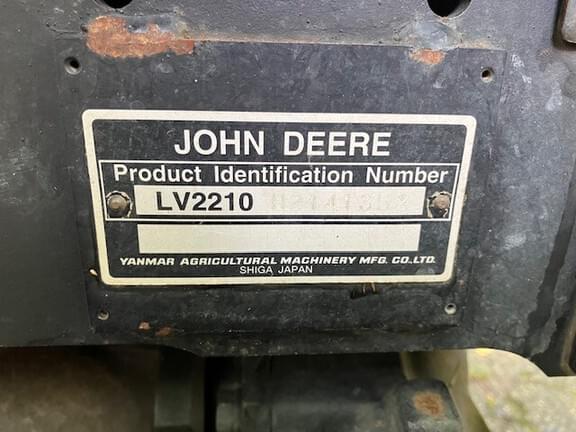 JOHN DEERE
Product Identification Number
LV2210
YANMAR AGRICULTURAL MACHINERY MFG. CO.,LTD.
SHIGA JAPAN